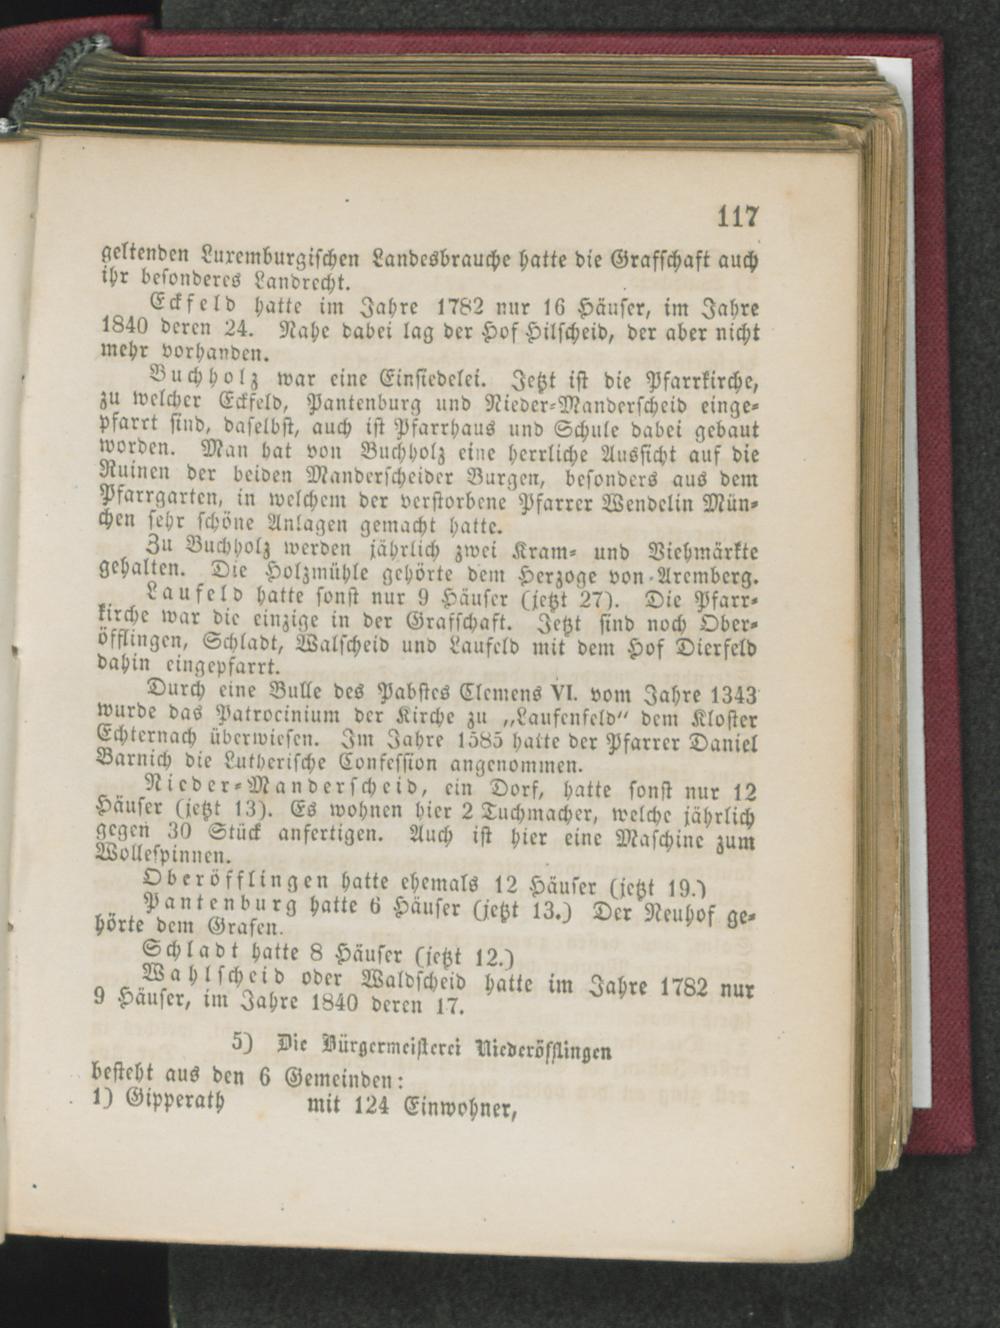 117
geltenden Luxemburgischen Landesbrauche hatte die Grafschaft auch
ihr besonderes Landrecht.
Eckfeld hatte im Jahre 1782 nur 16 Häuser, im Jahre
1840 deren 24. Nahe dabei lag der Hof Hilscheid, der aber nicht
mehr vorhanden.
Buchholz war eine Einsiedelei. Jetzt ist die Pfarrkirche,
zu welcher Eckfeld, Pantenburg und Nieder-Manderscheid einge-
pfarrt sind, daselbst, auch ist Pfarrhaus und Schule dabei gebaut
worden. Man hat von Buchholz eine herrliche Aussicht auf die
Ruinen der beiden Manderscheider Burgen, besonders aus dem
Pfarrgarten, in welchem der verstorbene Pfarrer Wendelin Mün-
chen sehr schöne Anlagen gemacht hatte.
Zu Buchholz werden jährlich zwei Kram- und Viehmärkte
gehalten. Die Holzmühle gehörte dem Herzoge von Aremberg.
Laufeld hatte sonst nur 9 Häuser (jetzt 27). Die Pfarr-
kirche war die einzige in der Grafschaft. Jetzt sind noch Ober-
öfflingen, Schladt, Walscheid und Laufeld mit dem Hof Dierfeld
dahin eingepfarrt.
Durch eine Bulle des Pabstes Clemens VI. vom Jahre 1343
wurde das Patrocinium der Kirche zu „Laufenfeld“ dem Kloster
Echternach überwiesen. Im Jahre 1585 hatte der Pfarrer Daniel
Barnich die Lutherische Confession angenommen.
Nieder-Manderscheid, ein Dorf, hatte sonst nur 12
Häuser (jetzt 13). Es wohnen hier 2 Tuchmacher, welche jährlich
gegen 30 Stück anfertigen. Auch ist hier eine Maschine zum
Wollespinnen.
Oberöfflingen hatte ehemals 12 Häuser (jetzt 19.)
Pantenburg hatte 6 Häuser (jetzt 13.) Der Neuhof ge-
hörte dem Grafen.
Schladt hatte 8 Häuser (jetzt 12.)
Wahlscheid oder Waldscheid hatte im Jahre 1782 nur
9 Häuser, im Jahre 1840 deren 17.
5) Die Bürgermeisterei Niederöfflingen
besteht aus den 6 Gemeinden:
1) Gipperath mit 124 Einwohner,